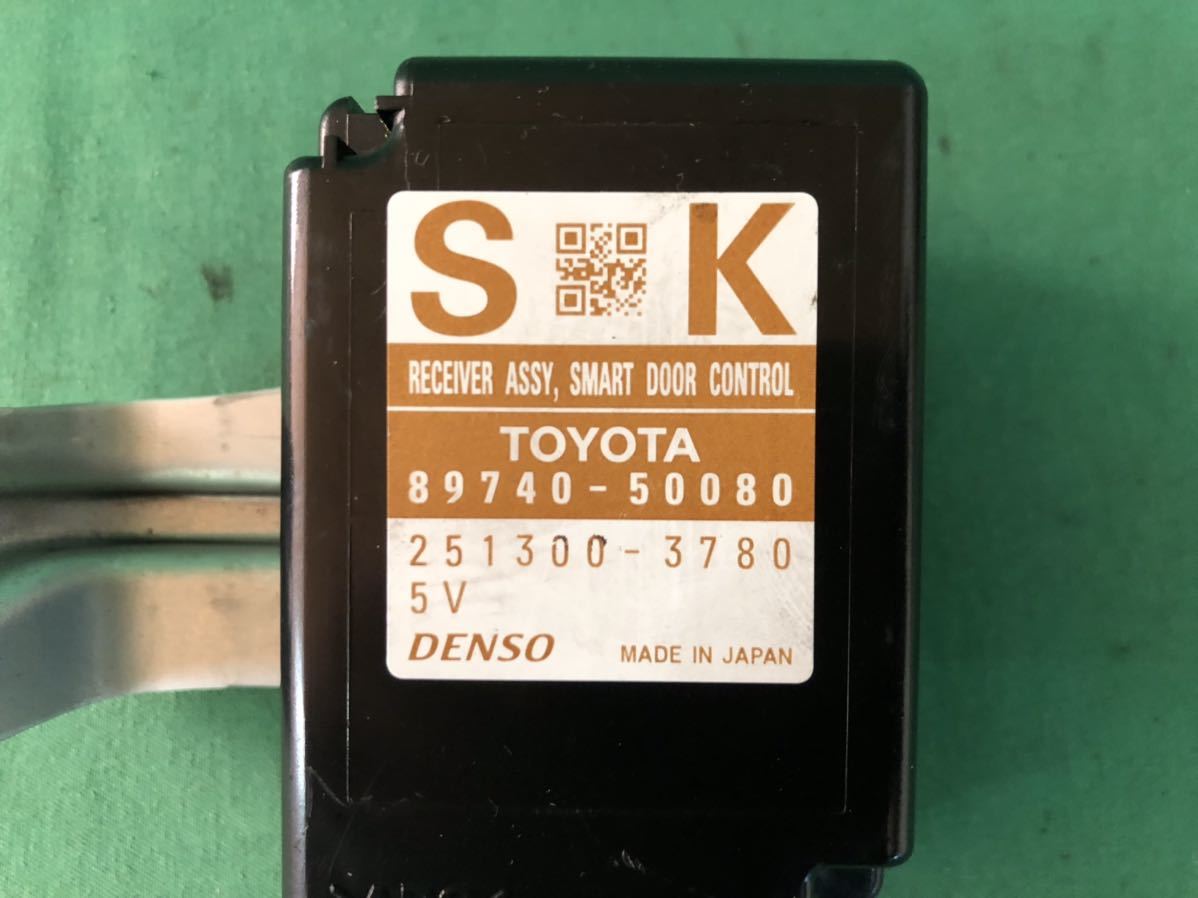 S K
RECEIVER ASSY, SMART DOOR CONTROL
TOYOTA
89740-50080
251300-3780
5V
DENSO MADE IN JAPAN